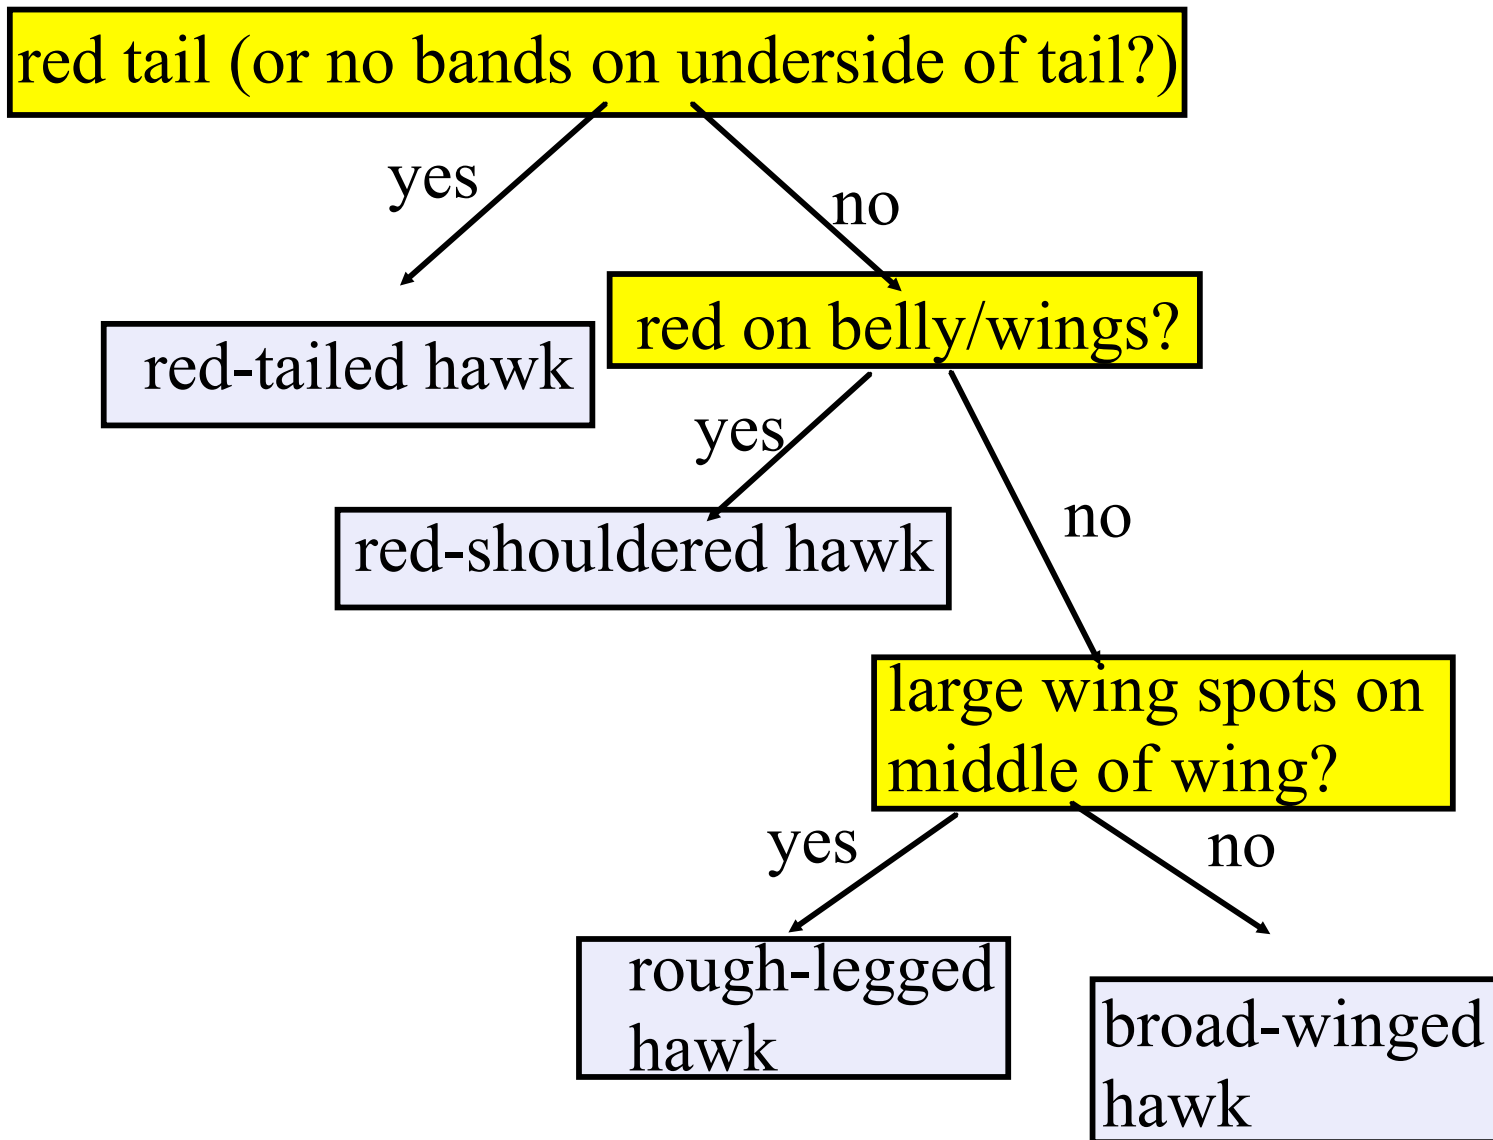 red tail (or no bands on underside of tail?)
yes
no
red-tailed hawk
red on belly/wings?
yes
no
red-shouldered hawk
large wing spots on
middle of wing?
yes
no
rough-legged
hawk
broad-winged
hawk